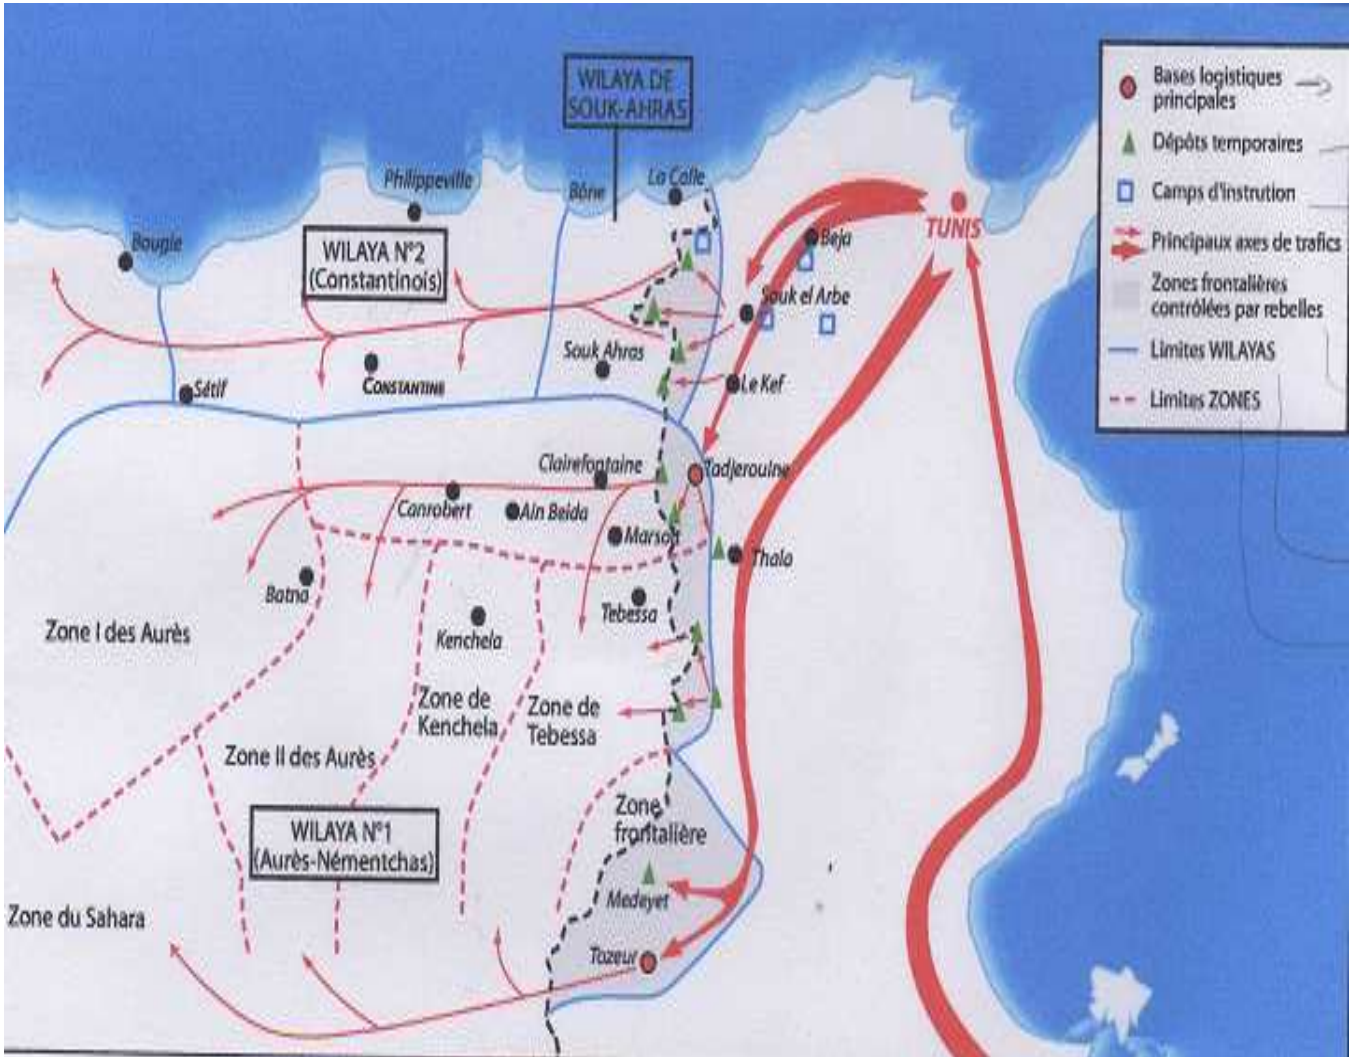 WILAYA DE
SOUK-AHRAS
Bases logistiques
principales
Dépôts temporaires
Camps d'instrution
Principaux axes de trafics
Zones frontalières
contrôlées par rebelles
Limites WILAYAS
Limites ZONES
Philippeville
Bône
La Calle
TUNIS
Bougie
WILAYA N°2
(Constantinois)
Beja
Souk el Arbe
Souk Ahras
Le Kef
CONSTANTINE
Sétif
Clairefontaine
Tadjerouine
Canrobert
Aïn Beida
Marsott
Thala
Batna
Tebessa
Zone I des Aurès
Kenchela
Zone de
Kenchela
Zone de
Tebessa
Zone II des Aurès
Zone
frontalière
WILAYA N°1
(Aurès-Némentchas)
Medeyet
Zone du Sahara
Tozeur